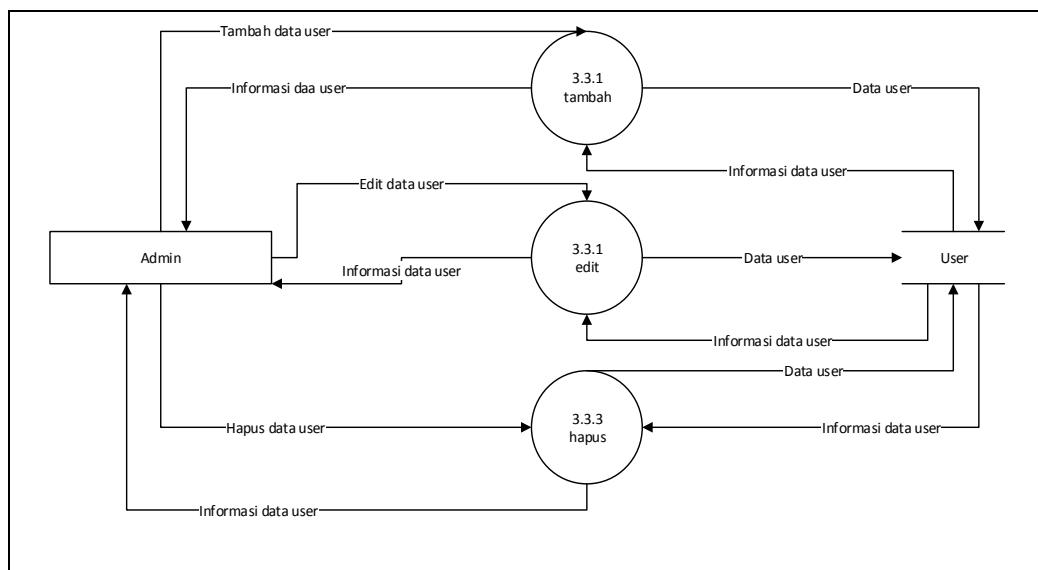 Tambah data user
3.3.1
tambah
Informasi daa user
Data user
Informasi data user
Edit data user
3.3.1
edit
Admin
Informasi data user
Data user
User
Informasi data user
Data user
3.3.3
hapus
Hapus data user
Informasi data user
Informasi data user